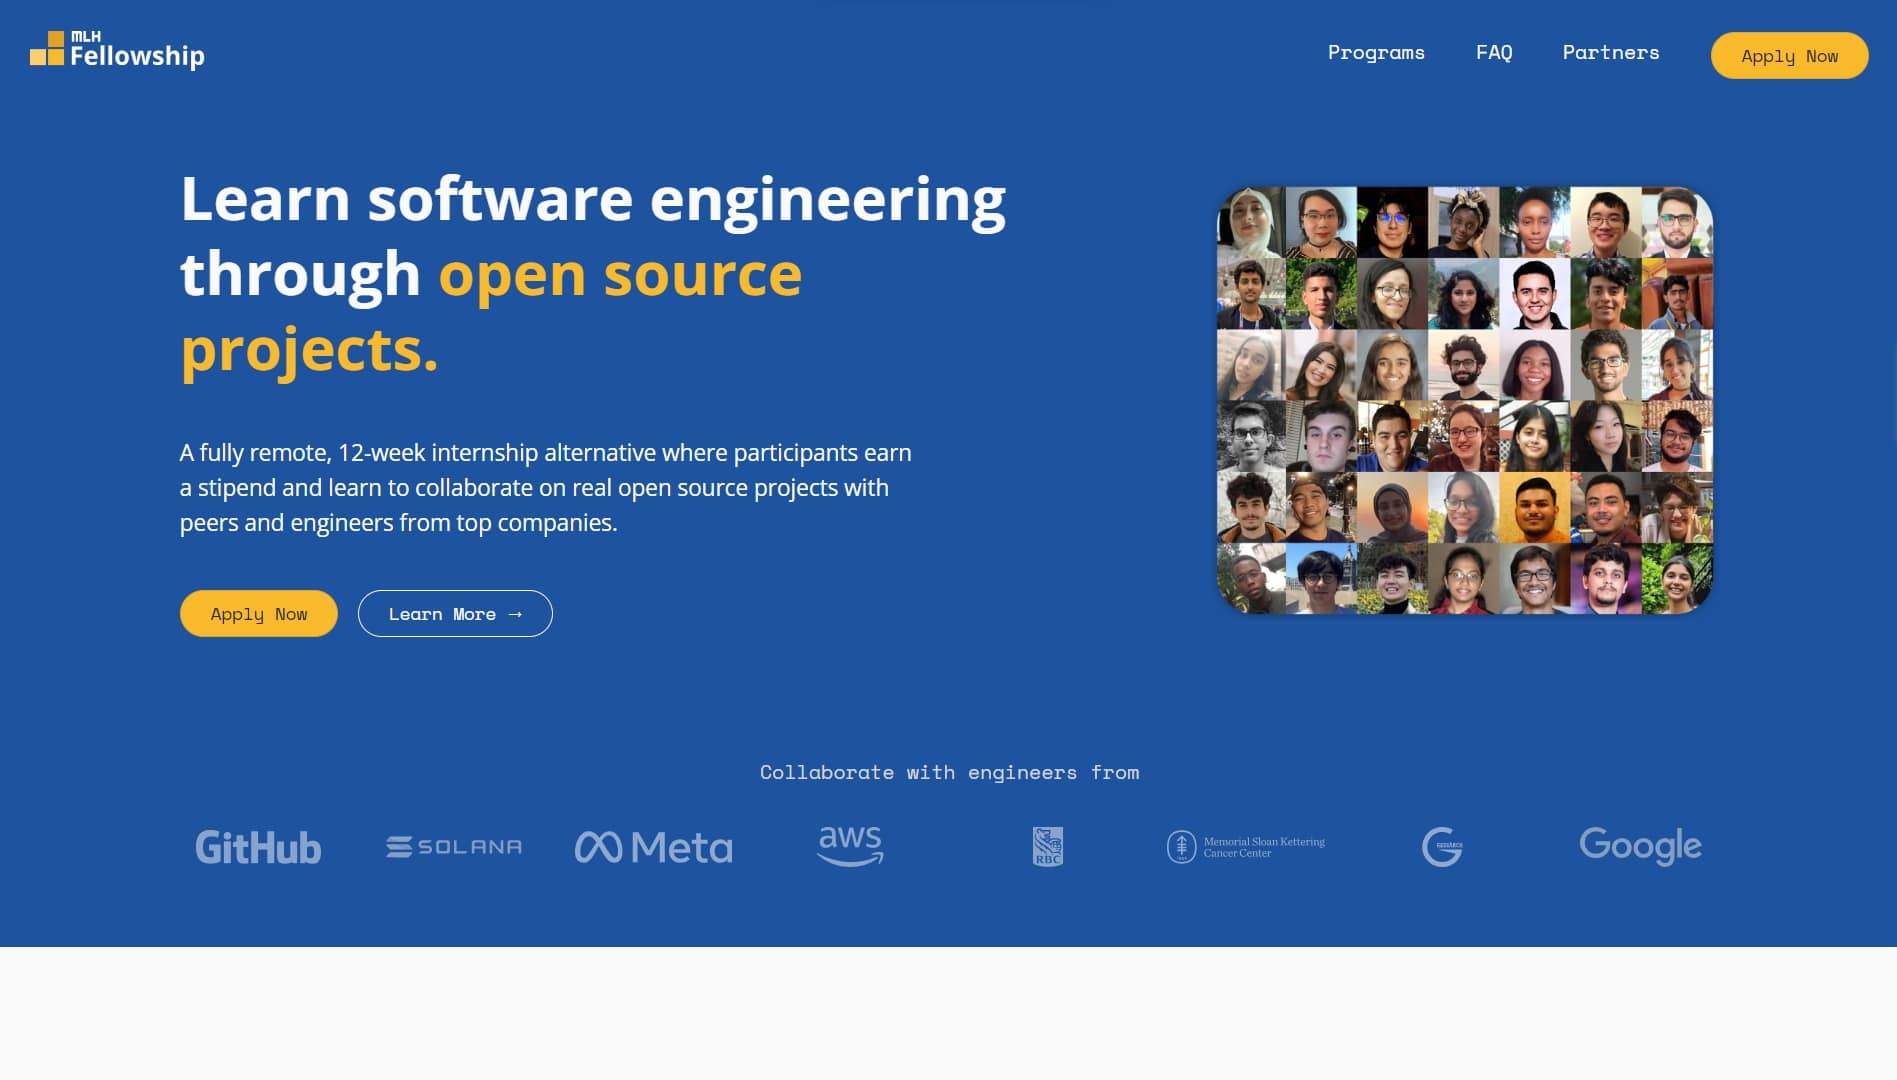 MLH
Fellowship
Programs
FAQ
Partners
Apply Now
Learn software engineering
through open source
projects.
A fully remote, 12-week internship alternative where participants earn
a stipend and learn to collaborate on real open source projects with
peers and engineers from top companies.
Apply Now
Learn More →
Collaborate with engineers from
GitHub
SOLANA
Meta
aws
RBC
Memorial Sloan Kettering
Cancer Center
G
Google